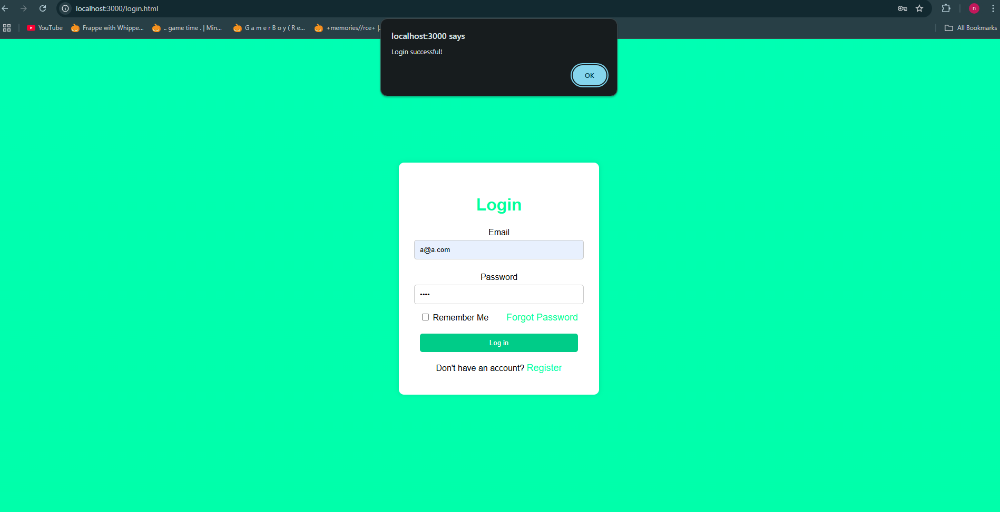 localhost:3000/login.html
n
YouTube
Frappe with Whippe...
.. game time . | Min...
G a m e r B o y ( R e...
+memories//rce+ |.
All Bookmarks
localhost:3000 says
Login successful!
OK
Login
Email
a@a.com
Password
••••
Remember Me
Forgot Password
Log in
Don't have an account? Register